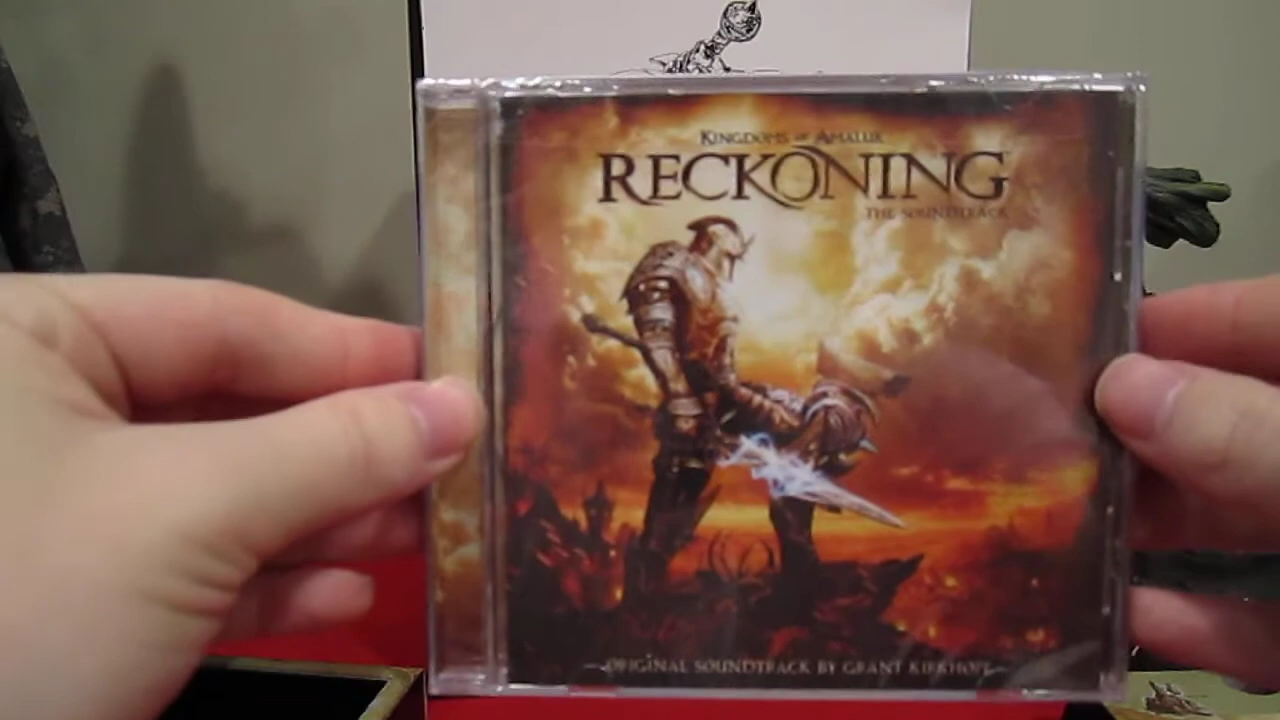 KINGDOMS OF AMALUR
RECKONING
THE SOUNDTRACK
ORIGINAL SOUNDTRACK BY GRANT KIRKHOPE